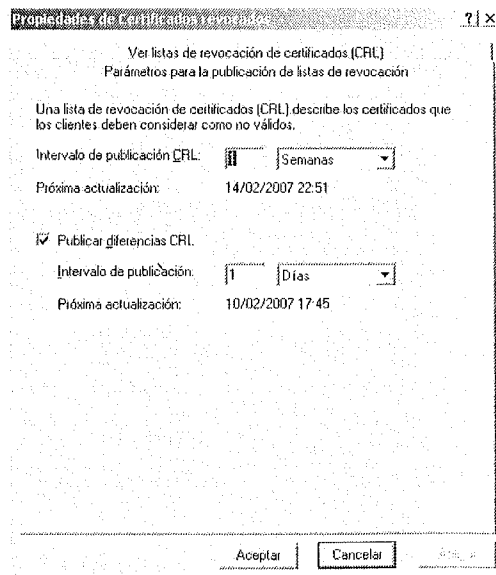 Propiedades de Certificados revocados ? ×
Ver listas de revocación de certificados (CRL)
Parámetros para la publicación de listas de revocación
Una lista de revocación de certificados (CRL) describe los certificados que
los clientes deben considerar como no válidos.
Intervalo de publicación CRL: 1 Semanas
Próxima actualización: 14/02/2007 22:51
Publicar diferencias CRL
Intervalo de publicación: 1 Días
Próxima actualización: 10/02/2007 17:45
Aceptar Cancelar